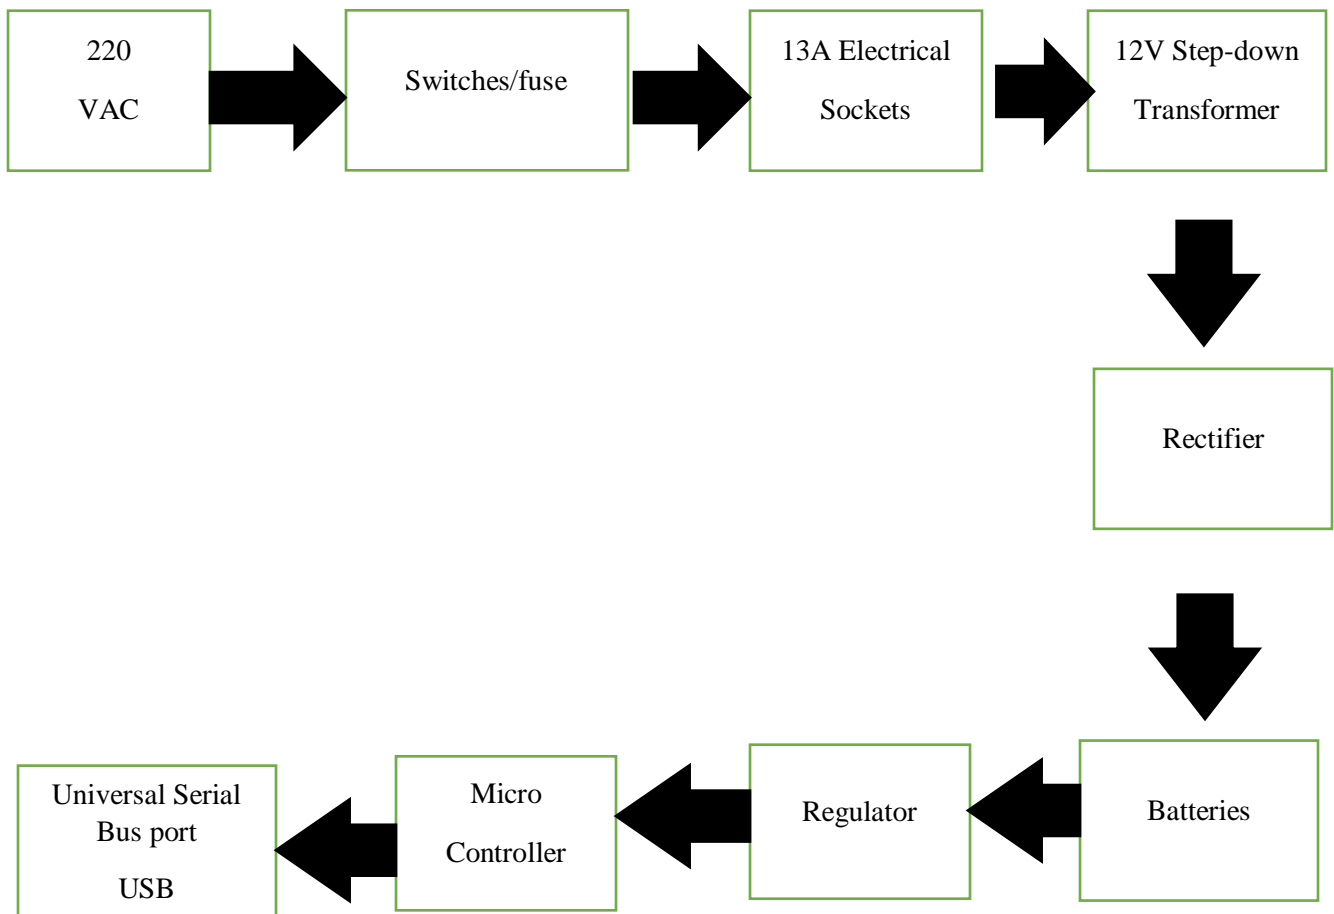 220
VAC
Switches/fuse
13A Electrical
Sockets
12V Step-down
Transformer
Rectifier
Batteries
Regulator
Micro
Controller
Universal Serial
Bus port
USB